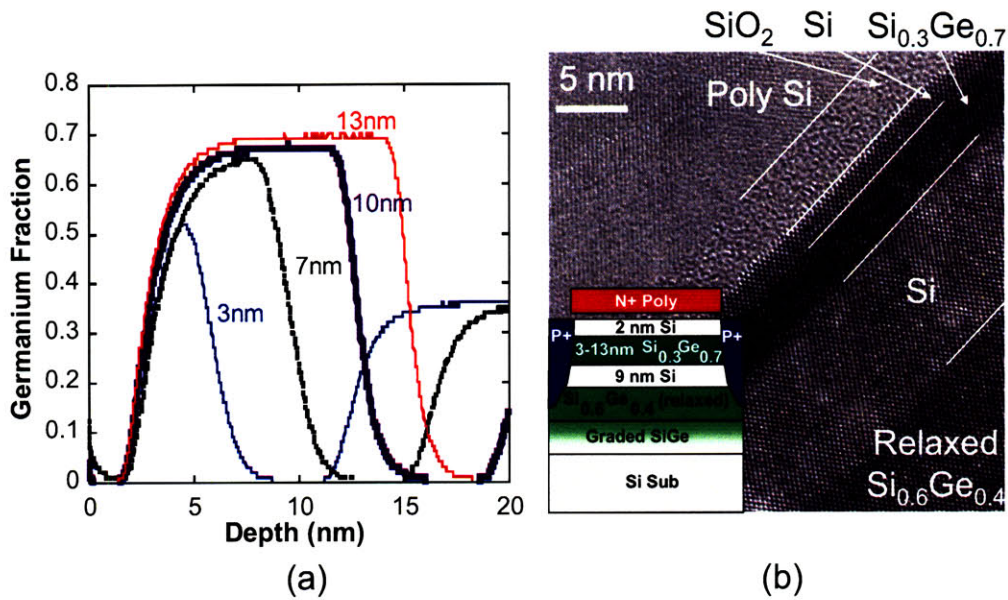 SiO2 Si Si0.3Ge0.7
0.8
0.7
0.6
0.5
0.4
0.3
0.2
0.1
0
Germanium Fraction
13nm
10nm
7nm
3nm
0 5 10 15 20
Depth (nm)
(a)
5 nm
Poly Si
Si
Relaxed
Si0.6Ge0.4
N+ Poly
P+ 2 nm Si P+
3-13nm Si0.3Ge0.7
9 nm Si
Si0.6Ge0.4 (relaxed)
Graded SiGe
Si Sub
(b)